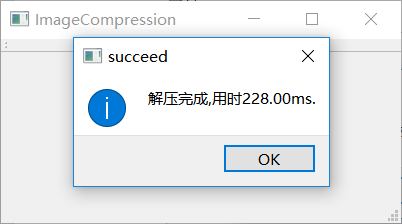 ImageCompression
succeed
解压完成,用时228.00ms.
OK